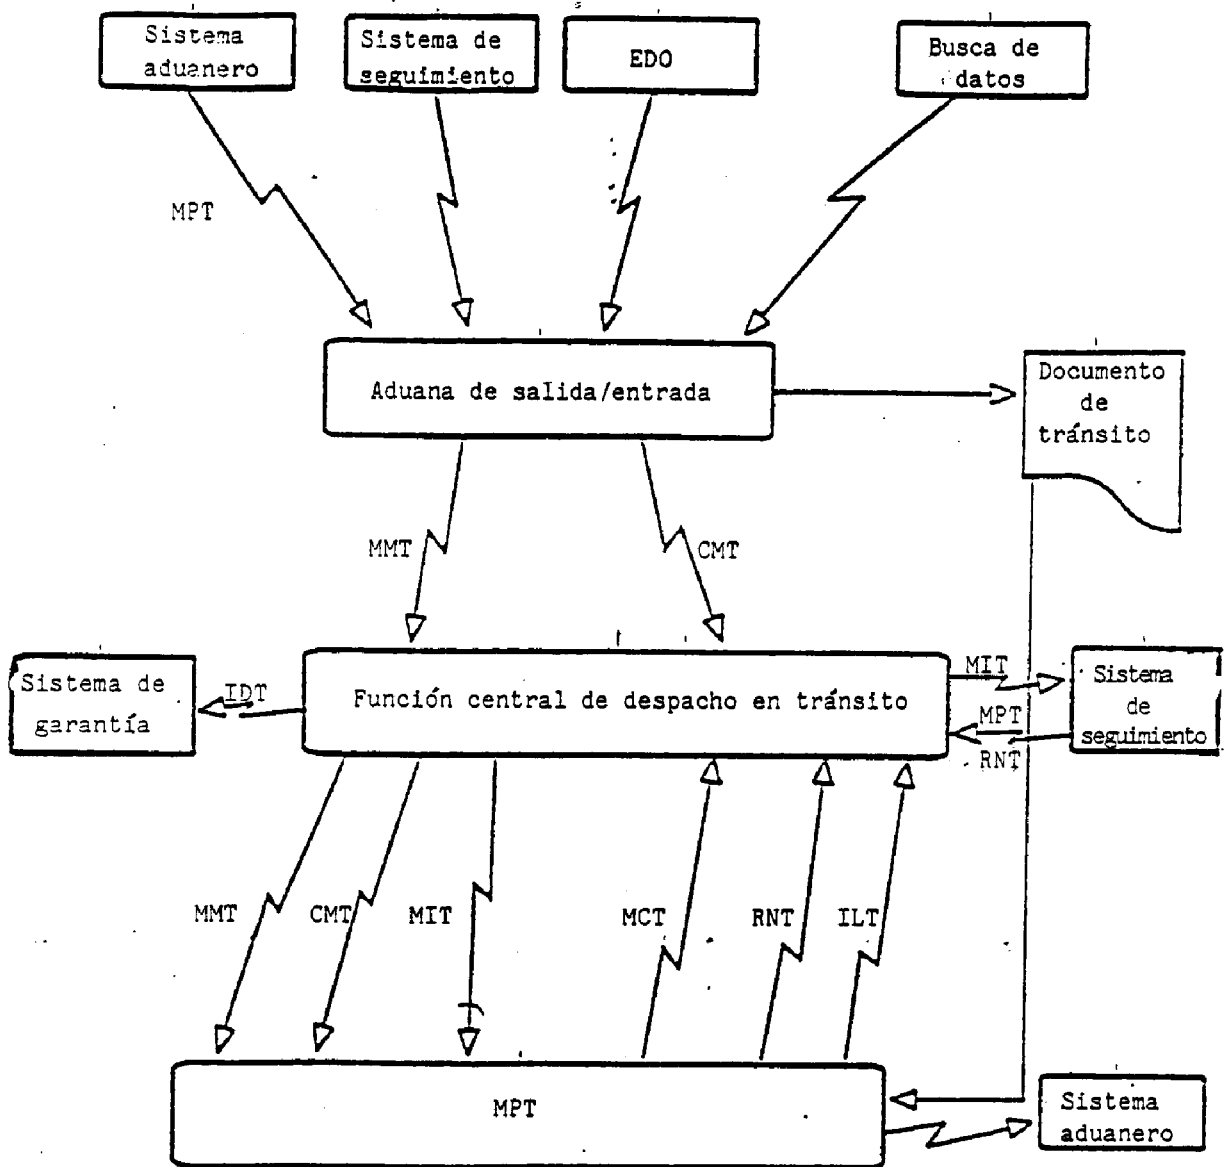 Sistema
aduanero
Sistema de
seguimiento
EDO
Busca de
datos
MPT
Aduana de salida/entrada
Documento
de
tránsito
MMT
CMT
Sistema de
garantía
IDT
Función central de despacho en tránsito
MIT
MPT
RNT
Sistema
de
seguimiento
MMT
CMT
MIT
MCT
RNT
ILT
MPT
Sistema
aduanero